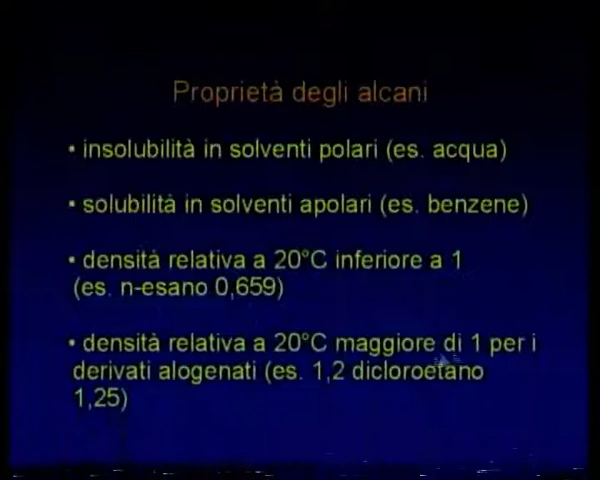 Proprietà degli alcani
• insolubilità in solventi polari (es. acqua)
• solubilità in solventi apolari (es. benzene)
• densità relativa a 20°C inferiore a 1
(es. n-esano 0,659)
• densità relativa a 20°C maggiore di 1 per i
derivati alogenati (es. 1,2 dicloroetano
1,25)